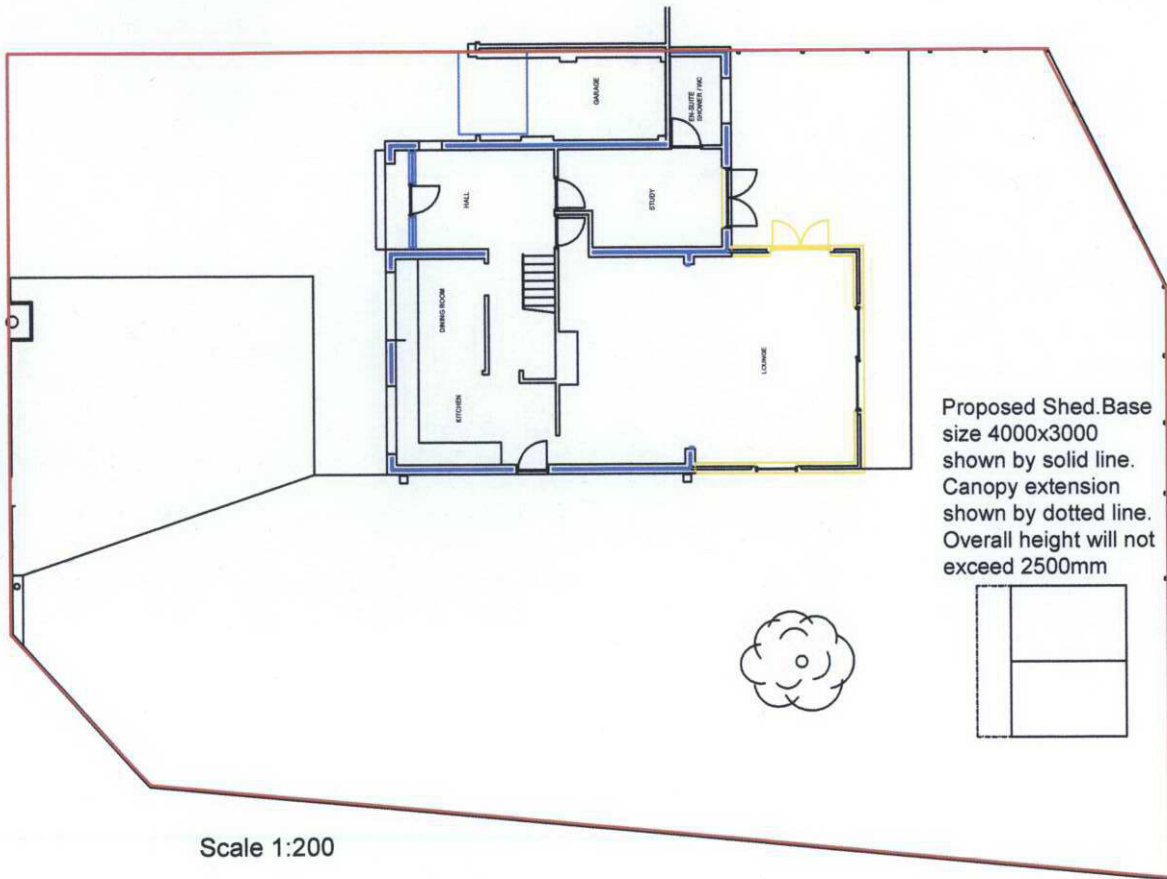 GARAGE
EN-SUITE
SHOWER / WC
HALL
STUDY
DINING ROOM
KITCHEN
LOUNGE
Proposed Shed.Base
size 4000x3000
shown by solid line.
Canopy extension
shown by dotted line.
Overall height will not
exceed 2500mm
Scale 1:200